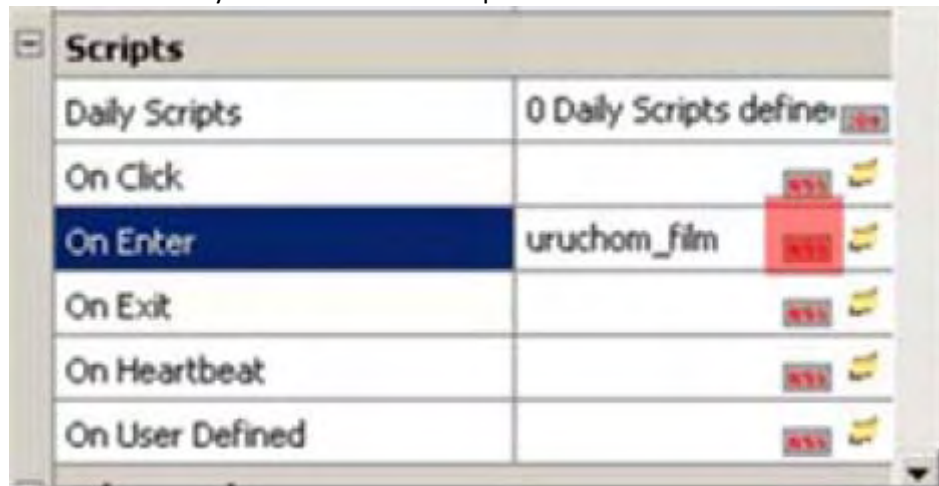 Scripts
Daily Scripts 0 Daily Scripts define
On Click
On Enter uruchom_film
On Exit
On Heartbeat
On User Defined